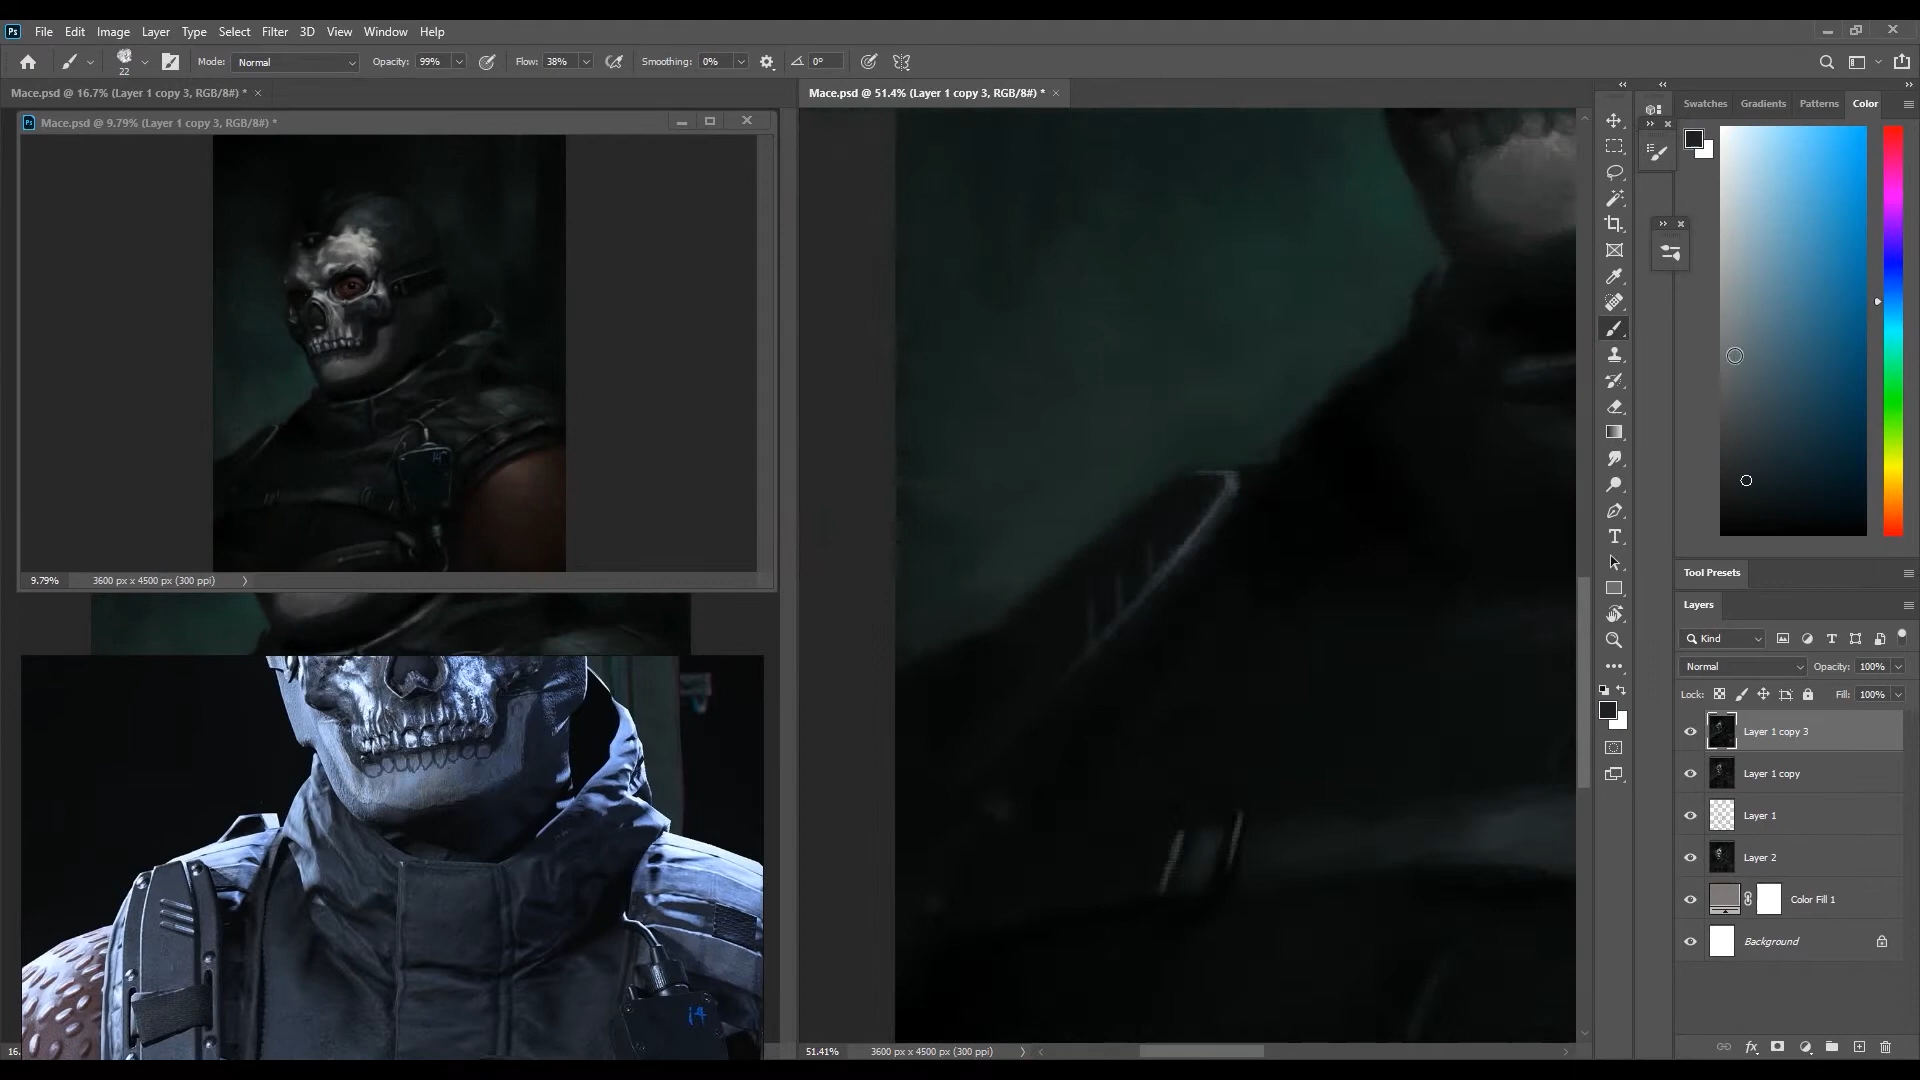 Ps File Edit Image Layer Type Select Filter 3D View Window Help
22 Mode: Normal Opacity: 99% Flow: 38% Smoothing: 0% 0°
Mace.psd @ 16.7% (Layer 1 copy 3, RGB/8#) *
Mace.psd @ 51.4% (Layer 1 copy 3, RGB/8#) *
Swatches Gradients Patterns Color
Ps Mace.psd @ 9.79% (Layer 1 copy 3, RGB/8#) *
9.79% 3600 px x 4500 px (300 ppi)
Tool Presets
Layers
Kind
Normal Opacity: 100%
Lock: Fill: 100%
Layer 1 copy 3
Layer 1 copy
Layer 1
Layer 2
Color Fill 1
Background
14
16.
51.41% 3600 px x 4500 px (300 ppi)